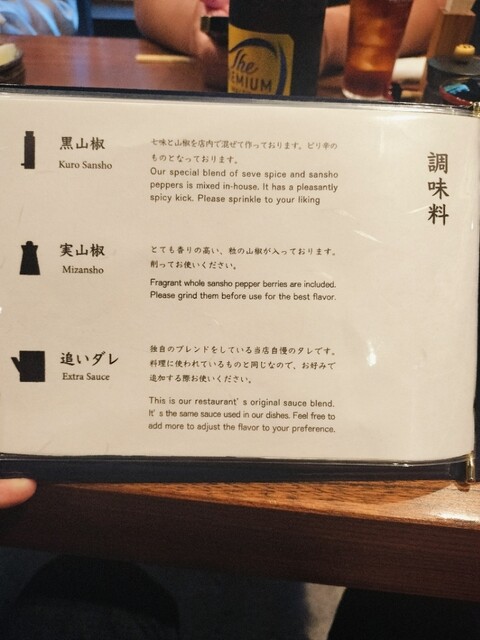 The
PREMIUM
調味料
黒山椒
Kuro Sansho
七味と山椒を店内で混ぜて作っております。ピリ辛の
ものとなっております。
Our special blend of seve spice and sansho
peppers is mixed in-house. It has a pleasantly
spicy kick. Please sprinkle to your liking
実山椒
Mizansho
とても香りの高い、粒の山椒が入っております。
削ってお使いください。
Fragrant whole sansho pepper berries are included.
Please grind them before use for the best flavor.
追いダレ
Extra Sauce
独自のブレンドをしている当店自慢のタレです。
料理に使われているものと同じなので、お好みで
追加する際お使いください。
This is our restaurant's original sauce blend.
It's the same sauce used in our dishes. Feel free to
add more to adjust the flavor to your preference.